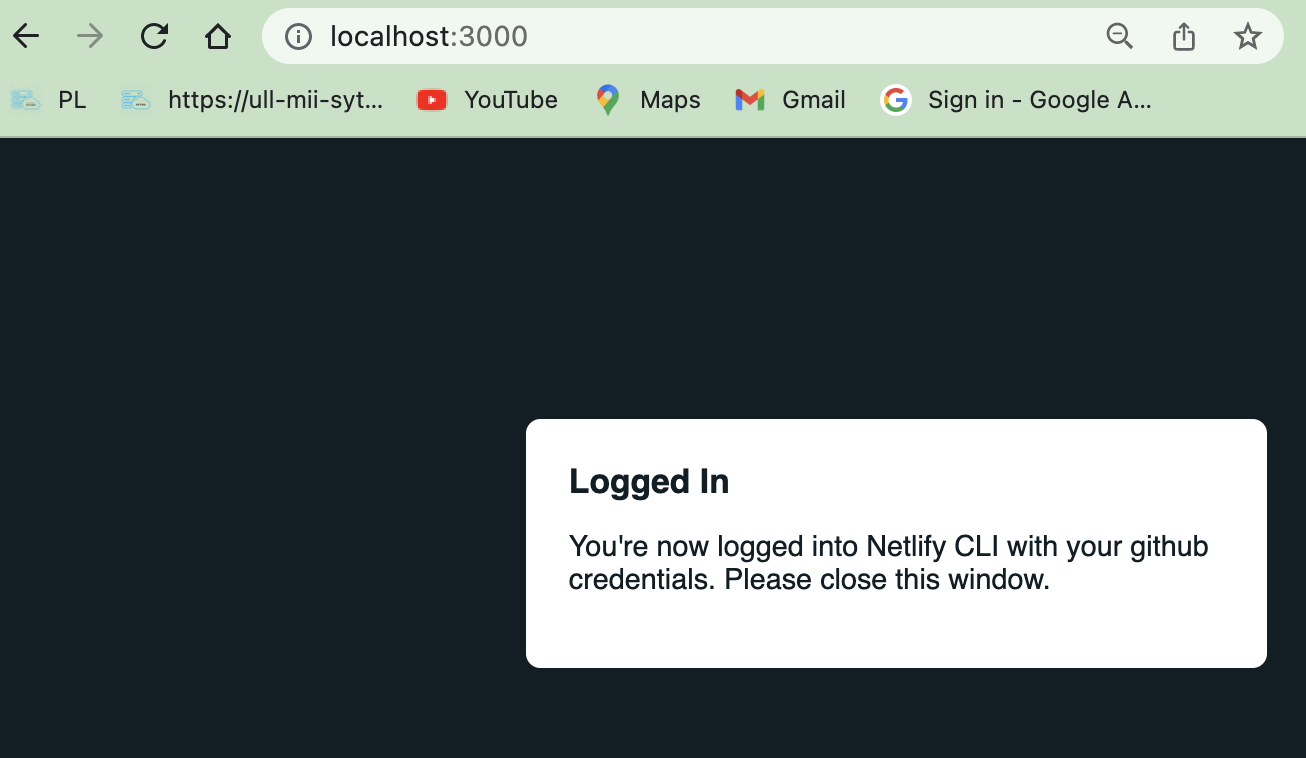 localhost:3000
PL https://ull-mii-syt... YouTube Maps Gmail Sign in - Google A...
Logged In
You're now logged into Netlify CLI with your github
credentials. Please close this window.